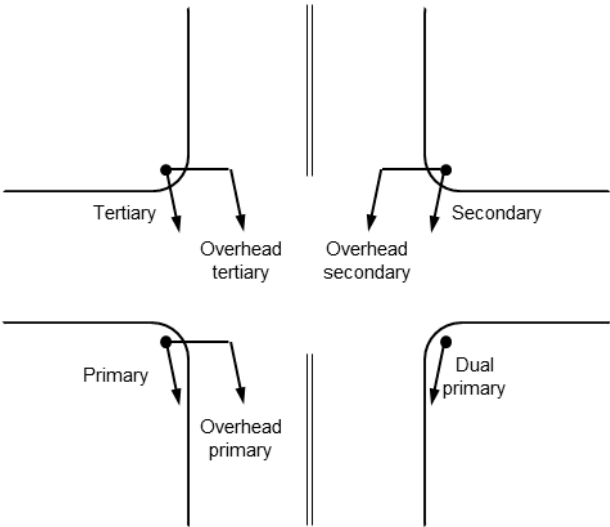 Tertiary
Secondary
Overhead
tertiary
Overhead
secondary
Primary
Dual
primary
Overhead
primary